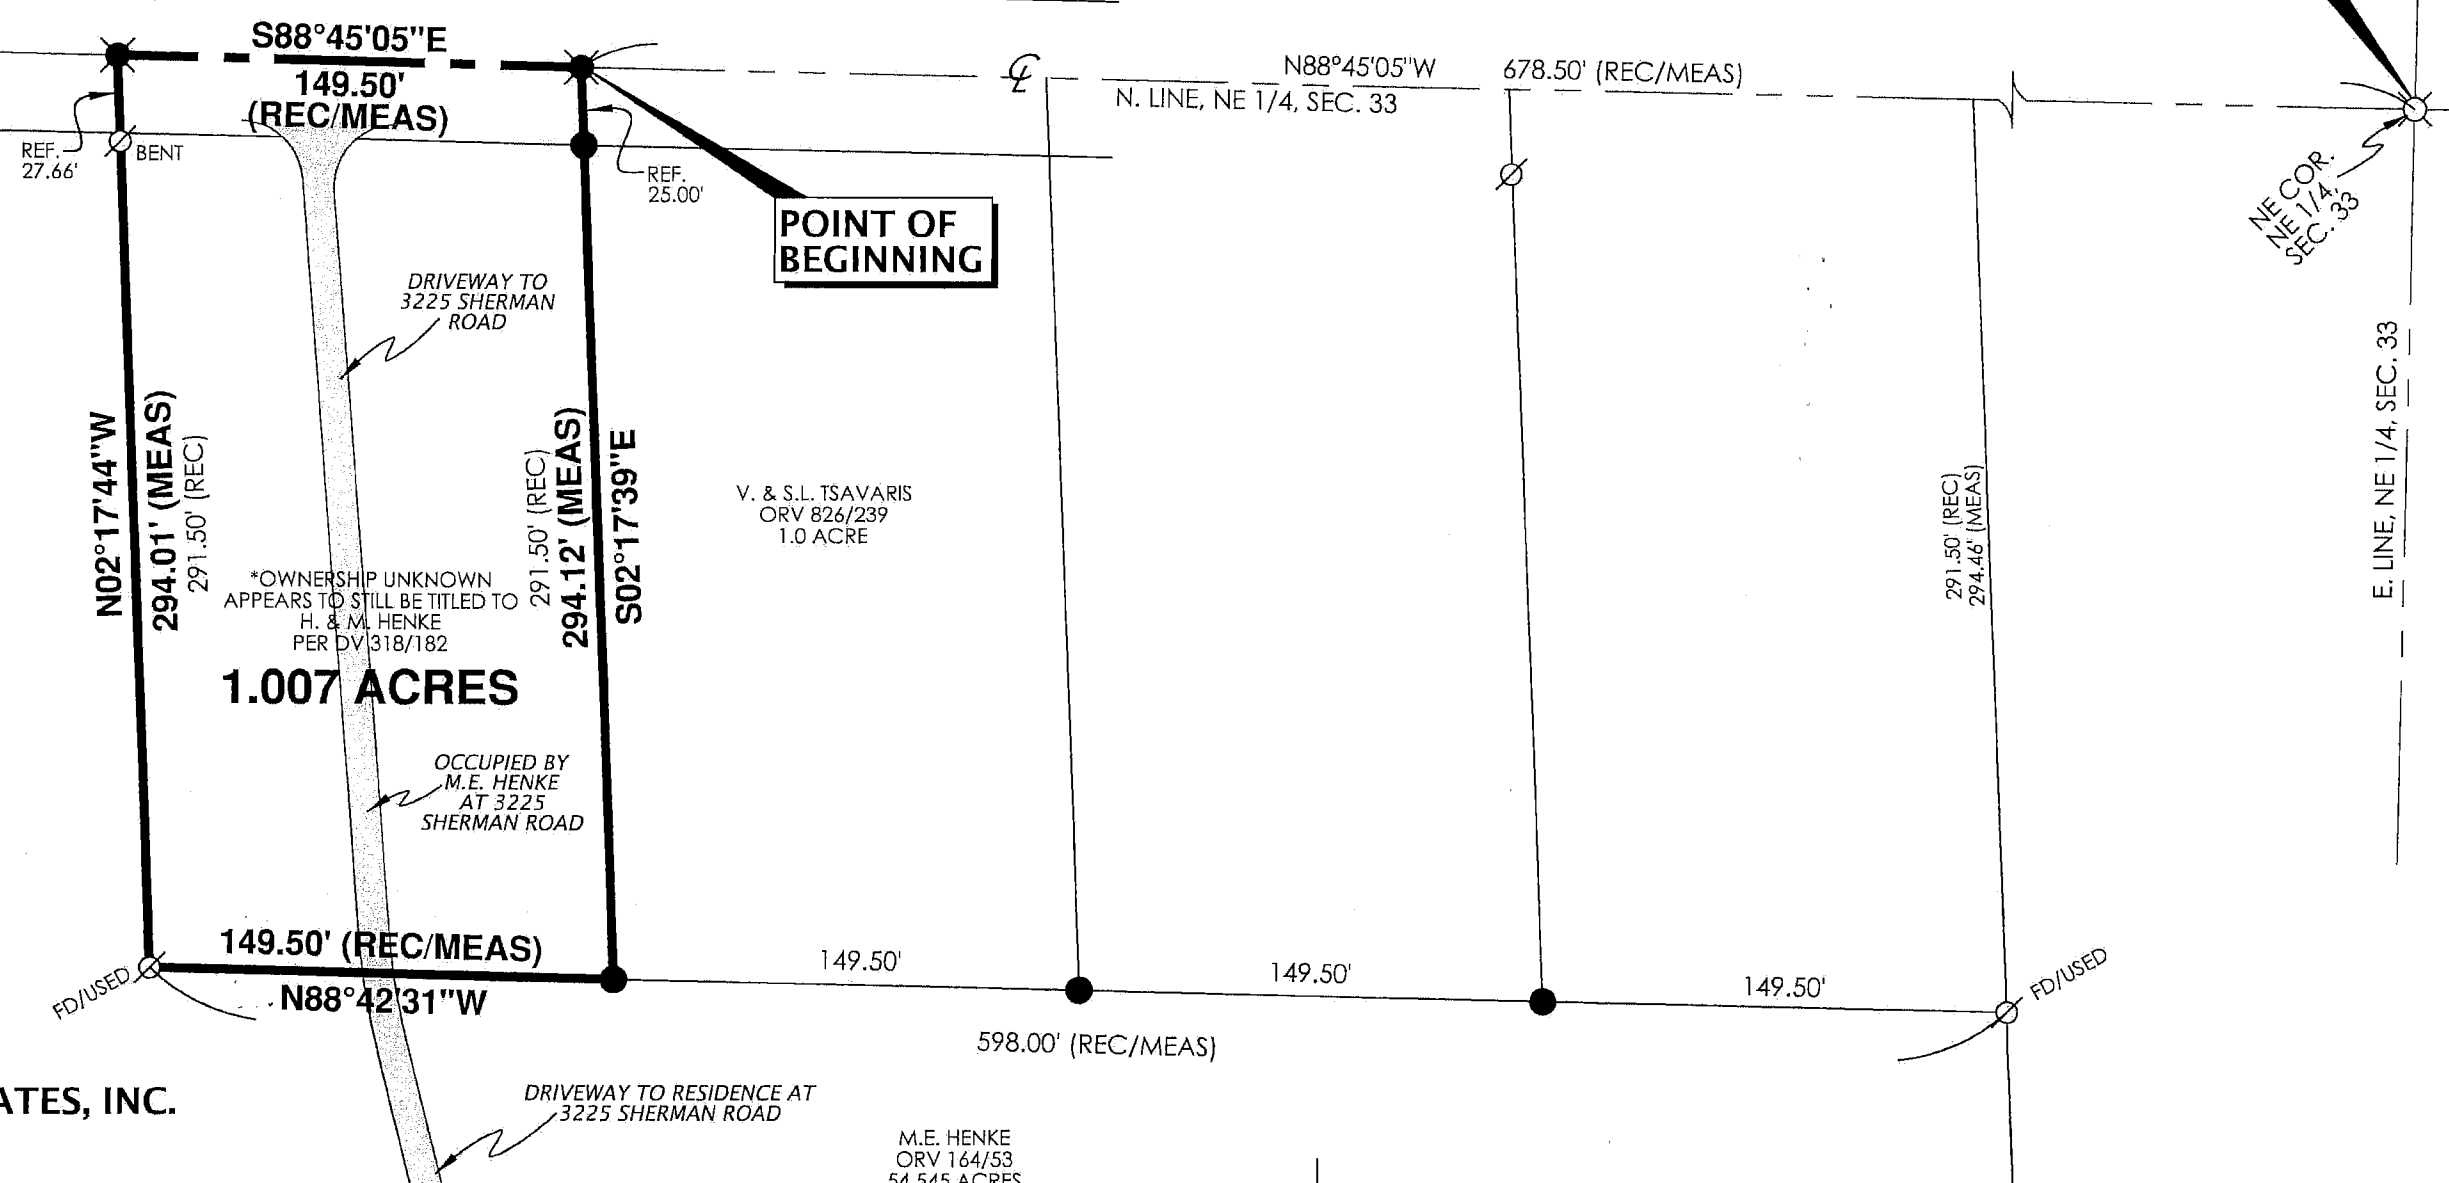 S88°45'05"E
149.50'
(REC/MEAS)
REF.
27.66'
BENT
REF.
25.00'
POINT OF
BEGINNING
N88°45'05"W
678.50' (REC/MEAS)
N. LINE, NE 1/4, SEC. 33
NE COR.
NE 1/4,
SEC. 33
E. LINE, NE 1/4, SEC. 33
DRIVEWAY TO
3225 SHERMAN
ROAD
N02°17'44"W
294.01' (MEAS)
291.50' (REC)
291.50' (REC)
294.12' (MEAS)
S02°17'39"E
V. & S.L. TSAVARIS
ORV 826/239
1.0 ACRE
291.50' (REC)
294.46' (MEAS)
*OWNERSHIP UNKNOWN
APPEARS TO STILL BE TITLED TO
H. & M. HENKE
PER DV 318/182
1.007 ACRES
OCCUPIED BY
M.E. HENKE
AT 3225
SHERMAN ROAD
149.50' (REC/MEAS)
N88°42'31"W
FD/USED
149.50'
149.50'
149.50'
FD/USED
598.00' (REC/MEAS)
ATES, INC.
DRIVEWAY TO RESIDENCE AT
3225 SHERMAN ROAD
M.E. HENKE
ORV 164/53
54.545 ACRES